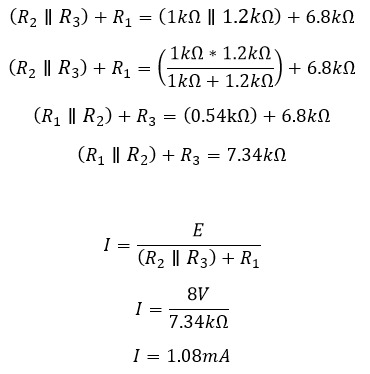 (R₂ ∥ R₃) + R₁ = (1kΩ ∥ 1.2kΩ) + 6.8kΩ
(R₂ ∥ R₃) + R₁ = (1kΩ * 1.2kΩ / 1kΩ + 1.2kΩ) + 6.8kΩ
(R₁ ∥ R₂) + R₃ = (0.54kΩ) + 6.8kΩ
(R₁ ∥ R₂) + R₃ = 7.34kΩ
I = E / (R₂ ∥ R₃) + R₁
I = 8V / 7.34kΩ
I = 1.08mA